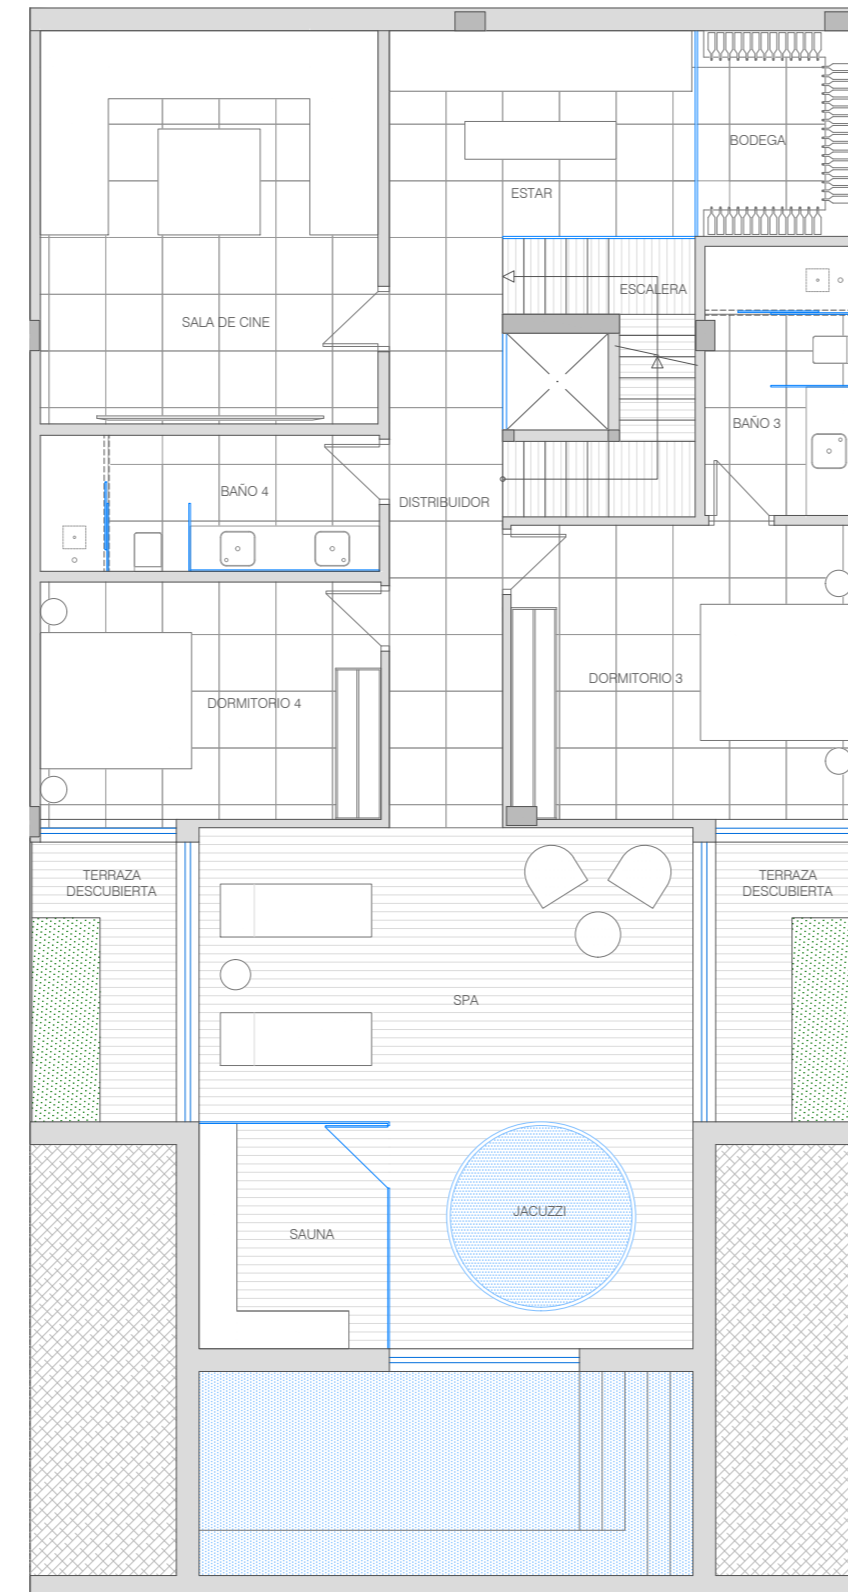 BODEGA
ESTAR
ESCALERA
SALA DE CINE
BAÑO 3
BAÑO 4
DISTRIBUIDOR
DORMITORIO 3
DORMITORIO 4
TERRAZA
DESCUBIERTA
TERRAZA
DESCUBIERTA
SPA
JACUZZI
SAUNA